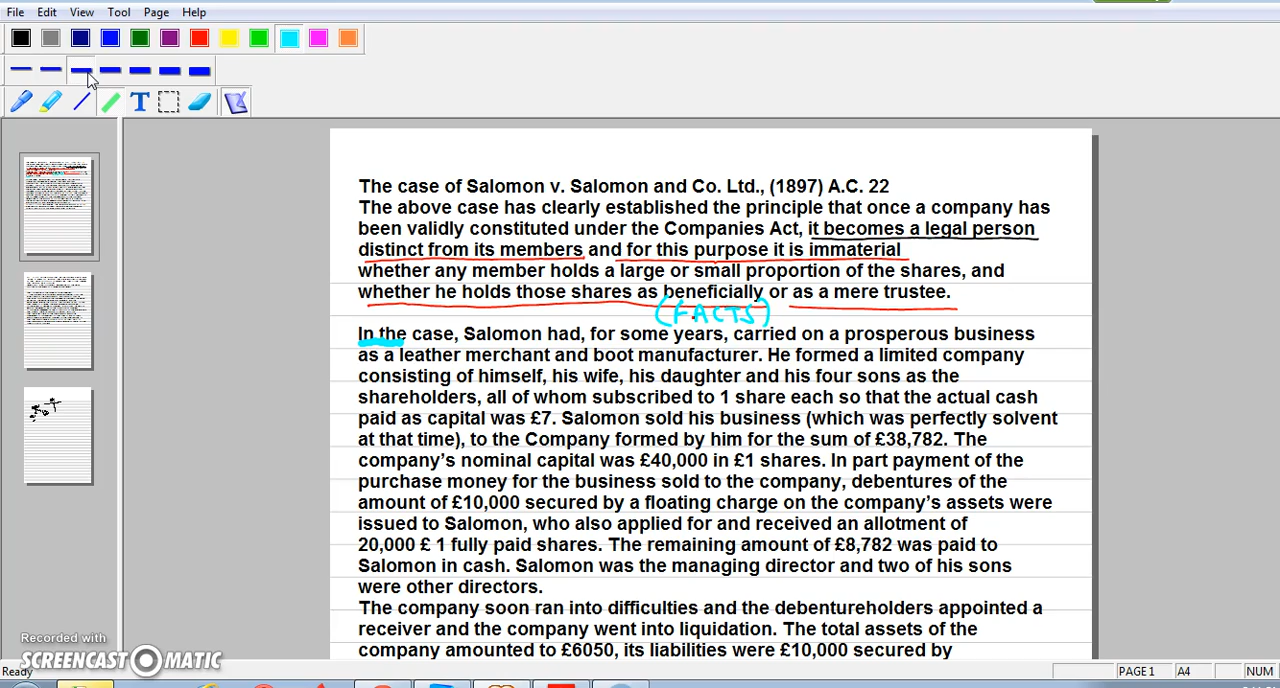 File Edit View Tool Page Help
The case of Salomon v. Salomon and Co. Ltd., (1897) A.C. 22
The above case has clearly established the principle that once a company has
been validly constituted under the Companies Act, it becomes a legal person
distinct from its members and for this purpose it is immaterial
whether any member holds a large or small proportion of the shares, and
whether he holds those shares as beneficially or as a mere trustee.
(FACTS)
In the case, Salomon had, for some years, carried on a prosperous business
as a leather merchant and boot manufacturer. He formed a limited company
consisting of himself, his wife, his daughter and his four sons as the
shareholders, all of whom subscribed to 1 share each so that the actual cash
paid as capital was £7. Salomon sold his business (which was perfectly solvent
at that time), to the Company formed by him for the sum of £38,782. The
company's nominal capital was £40,000 in £1 shares. In part payment of the
purchase money for the business sold to the company, debentures of the
amount of £10,000 secured by a floating charge on the company's assets were
issued to Salomon, who also applied for and received an allotment of
20,000 £ 1 fully paid shares. The remaining amount of £8,782 was paid to
Salomon in cash. Salomon was the managing director and two of his sons
were other directors.
The company soon ran into difficulties and the debentureholders appointed a
receiver and the company went into liquidation. The total assets of the
company amounted to £6050, its liabilities were £10,000 secured by
Recorded with
SCREENCAST-O-MATIC
Ready PAGE1 A4 NUM